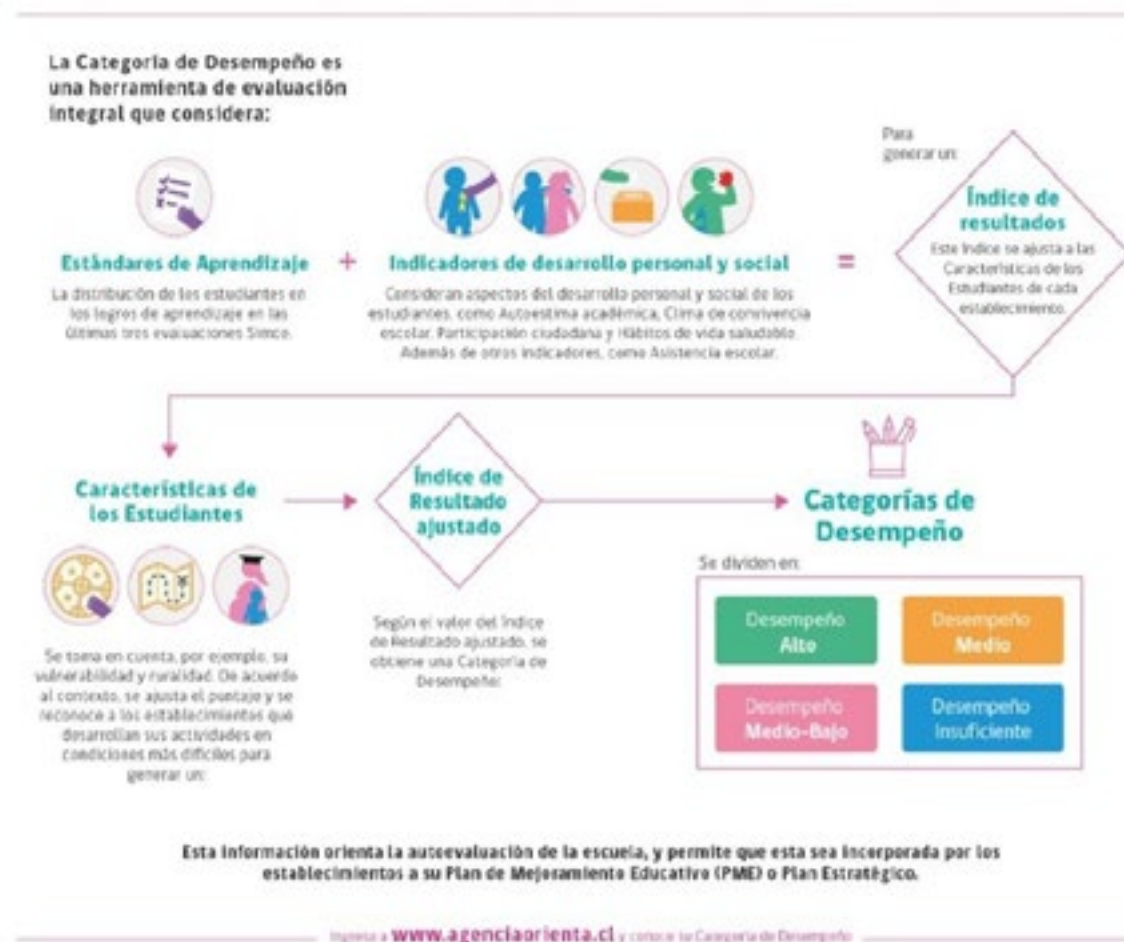 La Categoría de Desempeño es
una herramienta de evaluación
integral que considera:
Estándares de Aprendizaje
La distribución de los estudiantes en
los logros de aprendizaje en las
últimas tres evaluaciones Simce.
+
Indicadores de desarrollo personal y social
Consideran aspectos del desarrollo personal y social de los
estudiantes, como Autoestima académica, Clima de convivencia
escolar, Participación ciudadana y Hábitos de vida saludable.
Además de otros indicadores, como Asistencia escolar.
=
Para
generar un:
Índice de
resultados
Este Índice se ajusta a las
Características de los
Estudiantes de cada
establecimiento.
Características de
los Estudiantes
Se toma en cuenta, por ejemplo, su
vulnerabilidad y ruralidad. De acuerdo
al contexto, se ajusta el puntaje y se
reconoce a los establecimientos que
desarrollan sus actividades en
condiciones más difíciles para
generar un:
Índice de
Resultado
ajustado
Según el valor del Índice
de Resultado ajustado, se
obtiene una Categoría de
Desempeño:
Categorías de
Desempeño
Se dividen en:
Desempeño
Alto
Desempeño
Medio
Desempeño
Medio-Bajo
Desempeño
Insuficiente
Esta información orienta la autoevaluación de la escuela, y permite que esta sea incorporada por los
establecimientos a su Plan de Mejoramiento Educativo (PME) o Plan Estratégico.
Ingresa a www.agenciaorienta.cl y conoce la Categoría de Desempeño